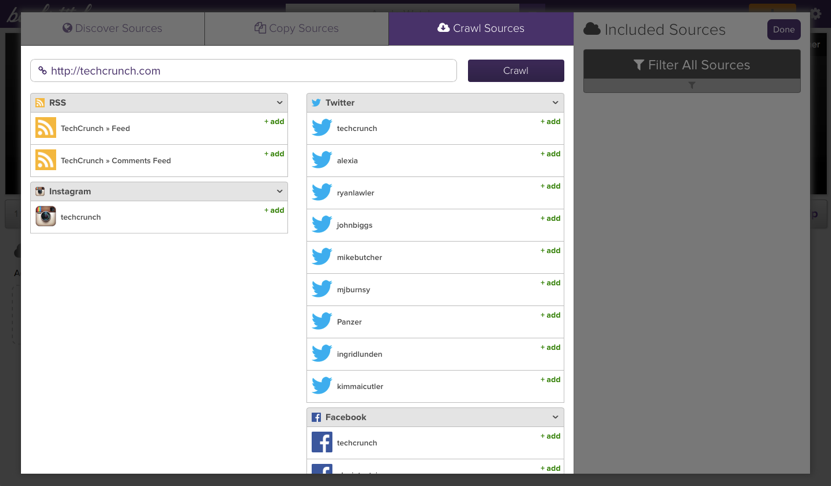 Discover Sources
Copy Sources
Crawl Sources
Included Sources
Done
http://techcrunch.com
Crawl
Filter All Sources
RSS
TechCrunch » Feed
+ add
TechCrunch » Comments Feed
+ add
Instagram
techcrunch
+ add
Twitter
techcrunch
+ add
alexia
+ add
ryanlawler
+ add
johnbiggs
+ add
mikebutcher
+ add
mjburnsy
+ add
Panzer
+ add
ingridlunden
+ add
kimmaicutler
+ add
Facebook
techcrunch
+ add
+ add